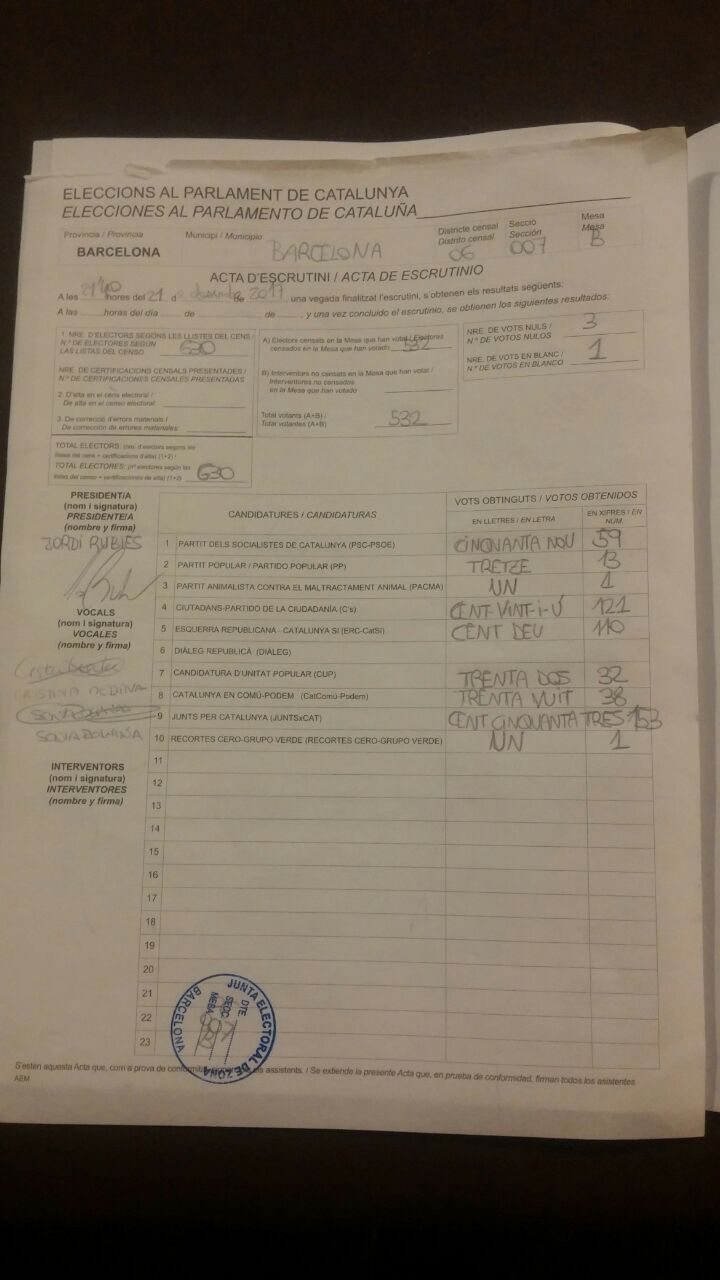 ELECCIONS AL PARLAMENT DE CATALUNYA
ELECCIONES AL PARLAMENTO DE CATALUÑA
Provincia / Provincia
BARCELONA
Municipi / Municipio
BARCELONA
Districte censal
Distrito censal
06
Secció
Sección
007
Mesa
Mesa
B
ACTA D'ESCRUTINI / ACTA DE ESCRUTINIO
A les hores del 21 de desembre de 2017, una vegada finalitzat l'escrutini, s'obtenen els resultats següents:
A las hores del día de de , y una vez concluido el escrutinio, se obtienen los siguientes resultados:
1. NRE. D'ELECTORS SEGONS LES LLISTES DEL CENS /
N.º DE ELECTORES SEGÚN
LAS LISTAS DEL CENSO
630
NRE. DE CERTIFICACIONS CENSALS PRESENTADES /
N.º DE CERTIFICACIONES CENSALES PRESENTADAS
2. D'alta en el cens electoral /
De alta en el censo electoral:
3. De correcció d'errors materials /
De corrección de errores materiales:
TOTAL ELECTORS: (nre. d'electors segons les
llistes del cens + certificacions d'alta) (1+2) /
TOTAL ELECTORES: (nº electores según las
listas del censo + certificaciones de alta) (1+2)
630
A) Electors censats en la Mesa que han votat / Electores
censados en la Mesa que han votado
532
B) Interventors no censats en la Mesa que han votat /
Interventores no censados
en la Mesa que han votado
Total votants (A+B) /
Total votantes (A+B)
532
NRE. DE VOTS NULS /
N.º DE VOTOS NULOS
3
NRE. DE VOTS EN BLANC /
N.º DE VOTOS EN BLANCO
1
PRESIDENT/A
(nom i signatura)
PRESIDENTE/A
(nombre y firma)
JORDI RUBIES
VOCALS
(nom i signatura)
VOCALES
(nombre y firma)
CRISTINA MEDINA
SONIA
INTERVENTORS
(nom i signatura)
INTERVENTORES
(nombre y firma)
CANDIDATURES / CANDIDATURAS
VOTS OBTINGUTS / VOTOS OBTENIDOS
EN LLETRES / EN LETRA
EN XIFRES / EN NÚM.
1 PARTIT DELS SOCIALISTES DE CATALUNYA (PSC-PSOE) CINQUANTA NOU 59
2 PARTIT POPULAR / PARTIDO POPULAR (PP) TRETZE 13
3 PARTIT ANIMALISTA CONTRA EL MALTRACTAMENT ANIMAL (PACMA) UN 1
4 CIUTADANS-PARTIDO DE LA CIUDADANÍA (C's) CENT VINT-I-Ú 121
5 ESQUERRA REPUBLICANA - CATALUNYA SÍ (ERC-CatSí) CENT DEU 110
6 DIÀLEG REPUBLICÀ (DIÀLEG)
7 CANDIDATURA D'UNITAT POPULAR (CUP) TRENTA DOS 32
8 CATALUNYA EN COMÚ-PODEM (CatComú-Podem) TRENTA VUIT 38
9 JUNTS PER CATALUNYA (JUNTSxCAT) CENT CINQUANTA TRES 153
10 RECORTES CERO-GRUPO VERDE (RECORTES CERO-GRUPO VERDE) UN 1
11
12
13
14
15
16
17
18
19
20
21
22
23
JUNTA ELECTORAL DE ZONA
BARCELONA
DTE.
SECC.
MESA
S'estén aquesta Acta que, com a prova de els assistents. / Se extiende la presente Acta que, en prueba de conformidad, firman todos los asistentes.
AEM